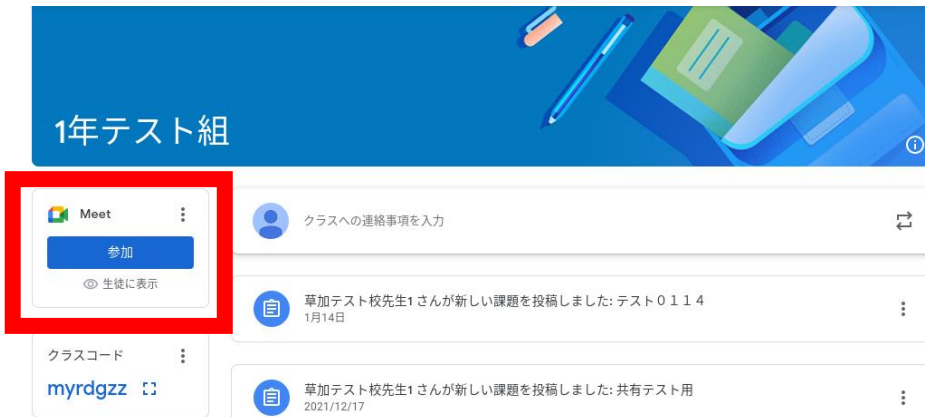 1年テスト組
Meet
参加
生徒に表示
クラスコード
myrdgzz
クラスへの連絡事項を入力
草加テスト校先生1 さんが新しい課題を投稿しました: テスト０１１４
1月14日
草加テスト校先生1 さんが新しい課題を投稿しました: 共有テスト用
2021/12/17